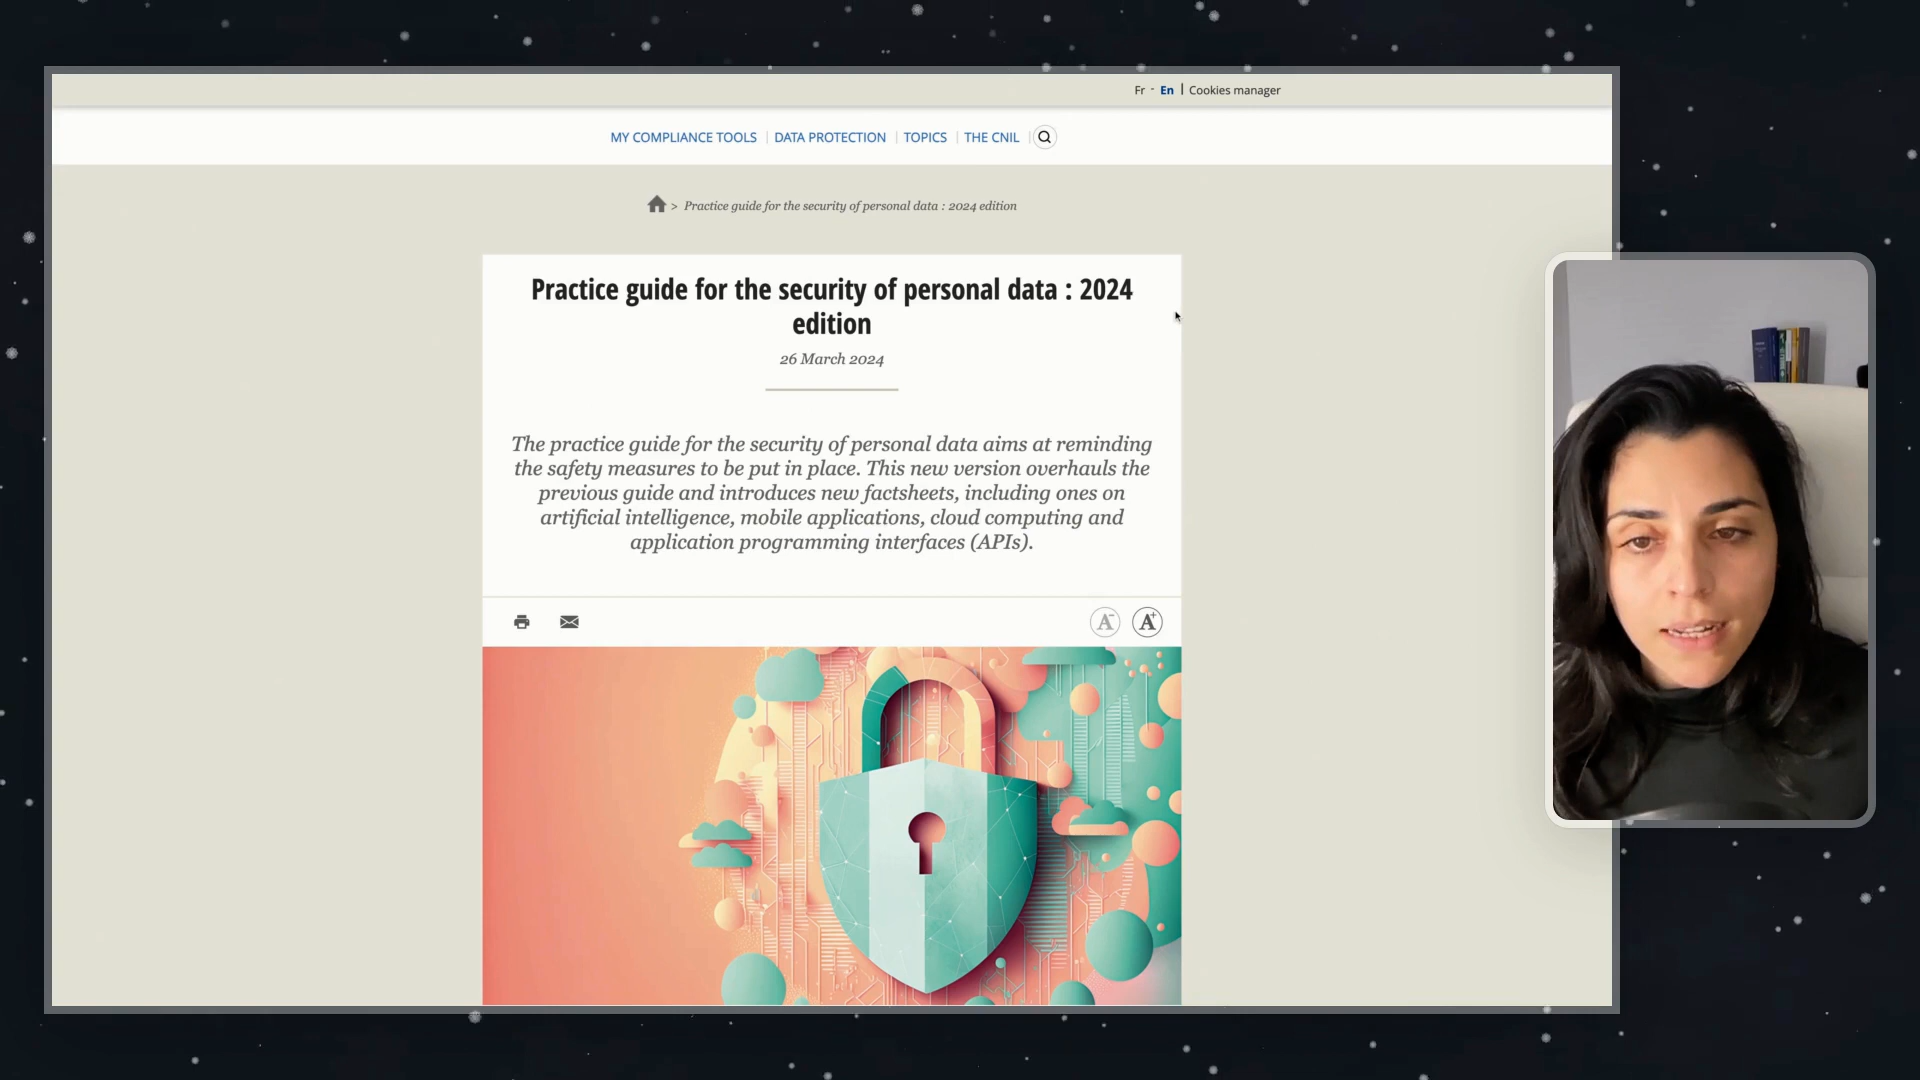 Fr - En | Cookies manager
MY COMPLIANCE TOOLS | DATA PROTECTION | TOPICS | THE CNIL |
> Practice guide for the security of personal data : 2024 edition
Practice guide for the security of personal data : 2024
edition
26 March 2024
The practice guide for the security of personal data aims at reminding
the safety measures to be put in place. This new version overhauls the
previous guide and introduces new factsheets, including ones on
artificial intelligence, mobile applications, cloud computing and
application programming interfaces (APIs).
A- A+